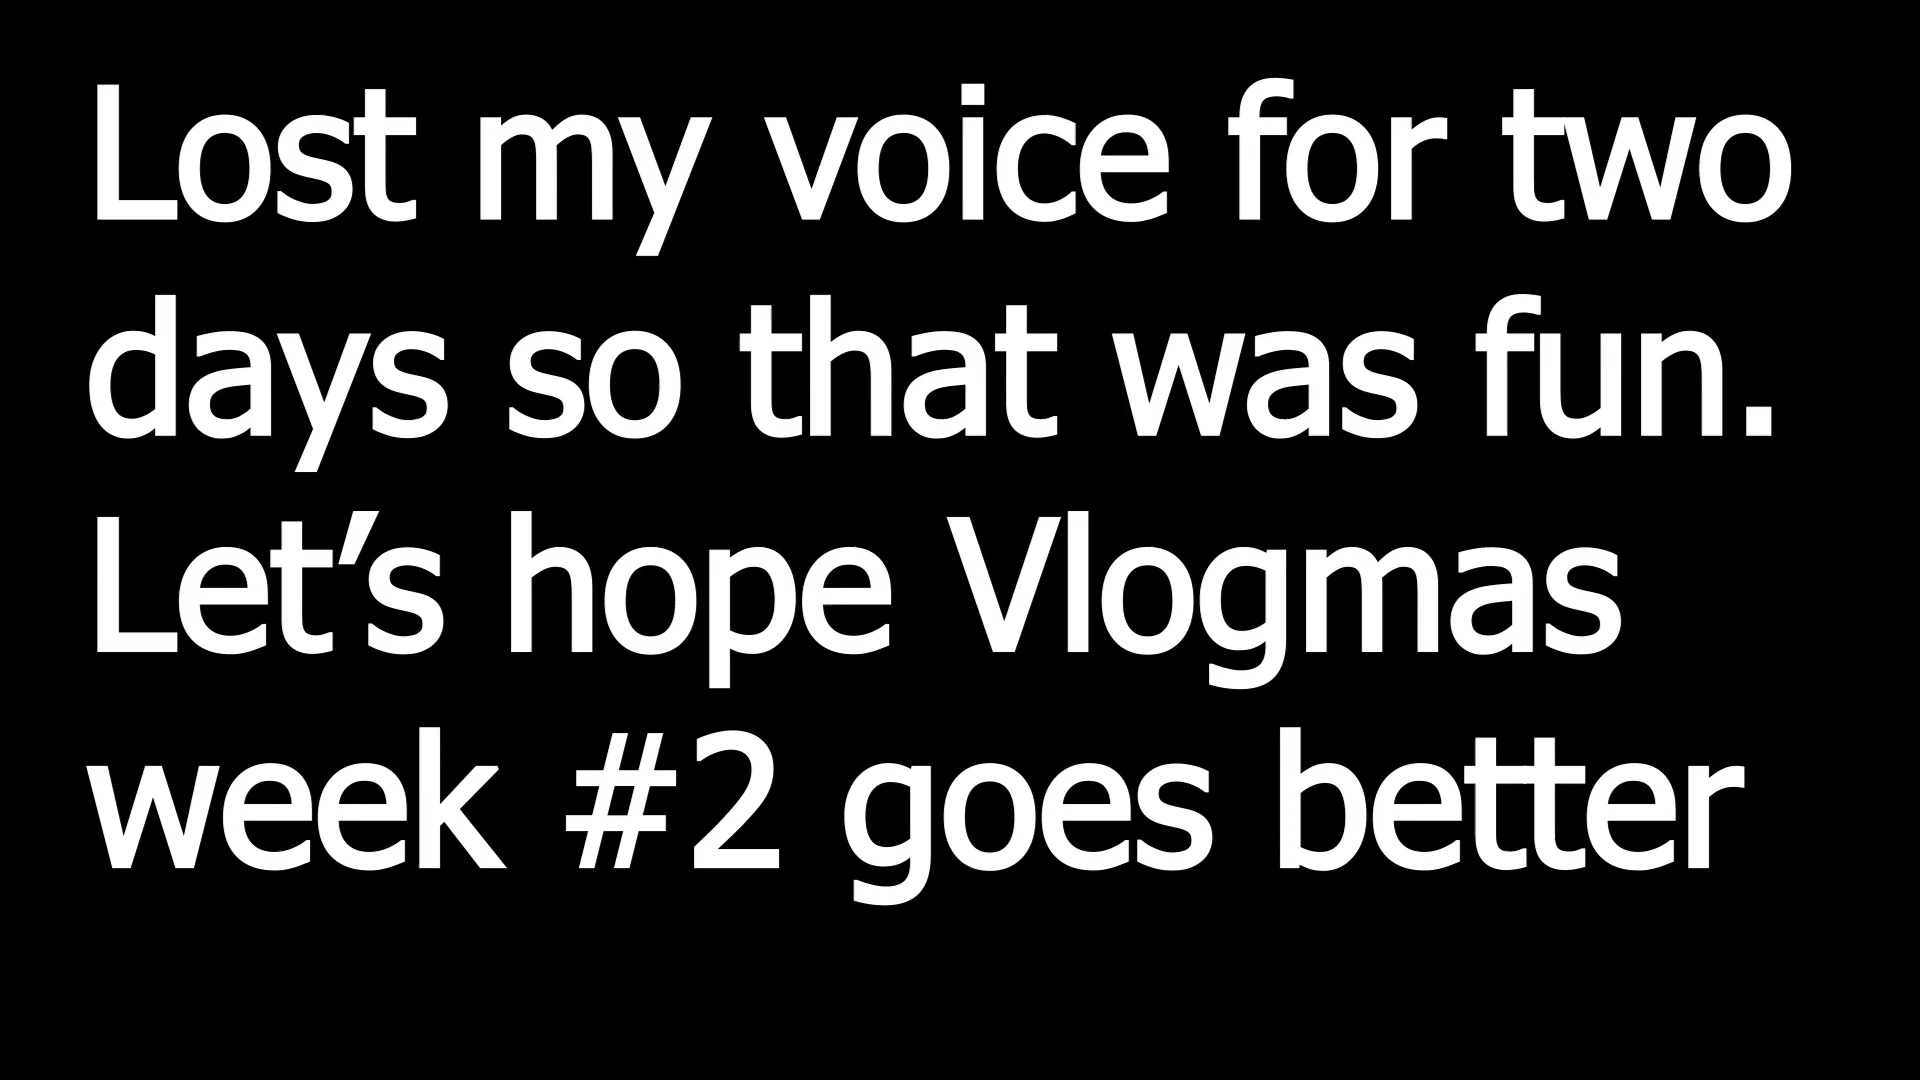 Lost my voice for two
days so that was fun.
Let’s hope Vlogmas
week #2 goes better